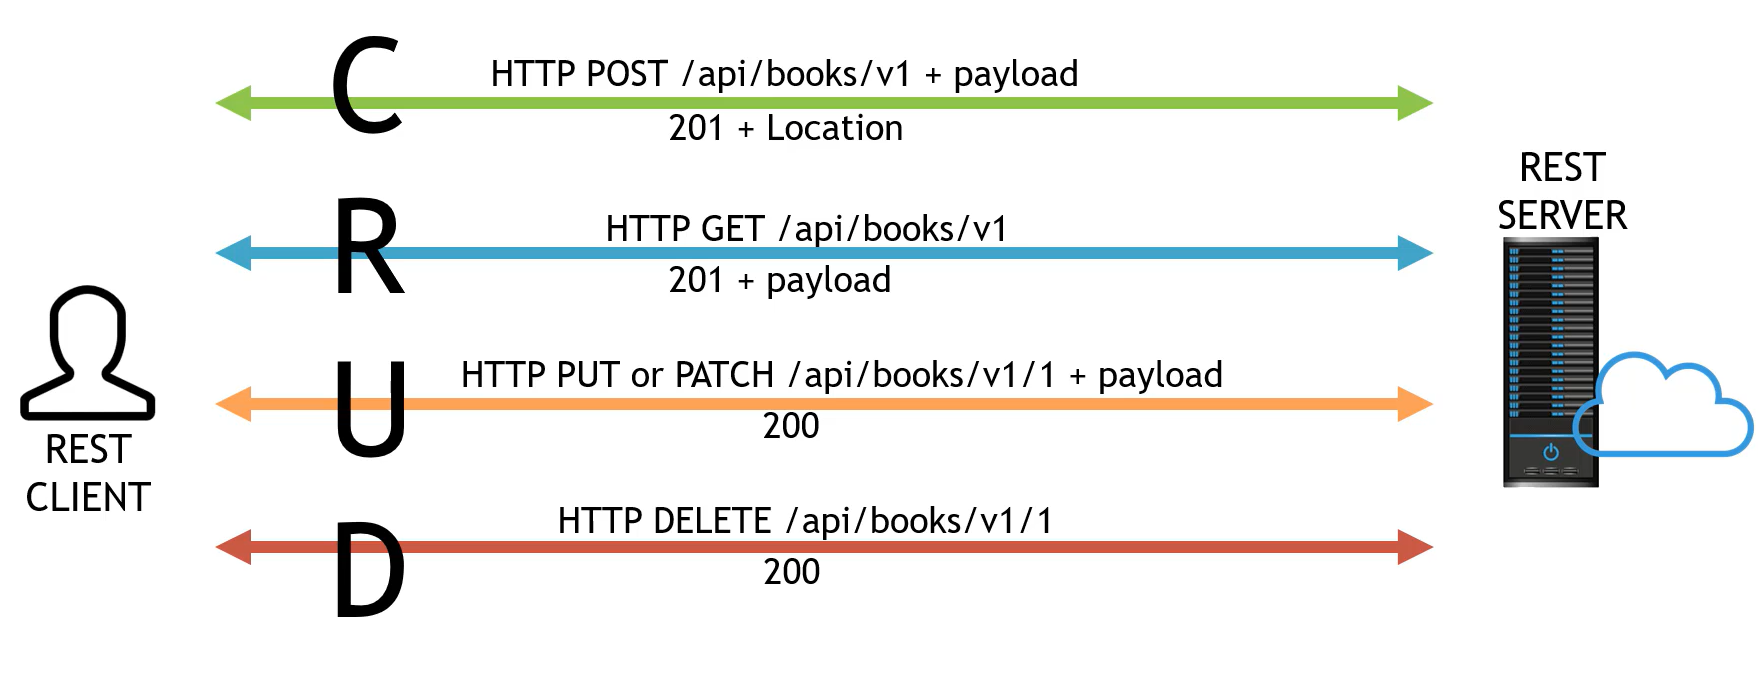 C
HTTP POST /api/books/v1 + payload
201 + Location
R
HTTP GET /api/books/v1
201 + payload
U
HTTP PUT or PATCH /api/books/v1/1 + payload
200
D
HTTP DELETE /api/books/v1/1
200
REST
CLIENT
REST
SERVER